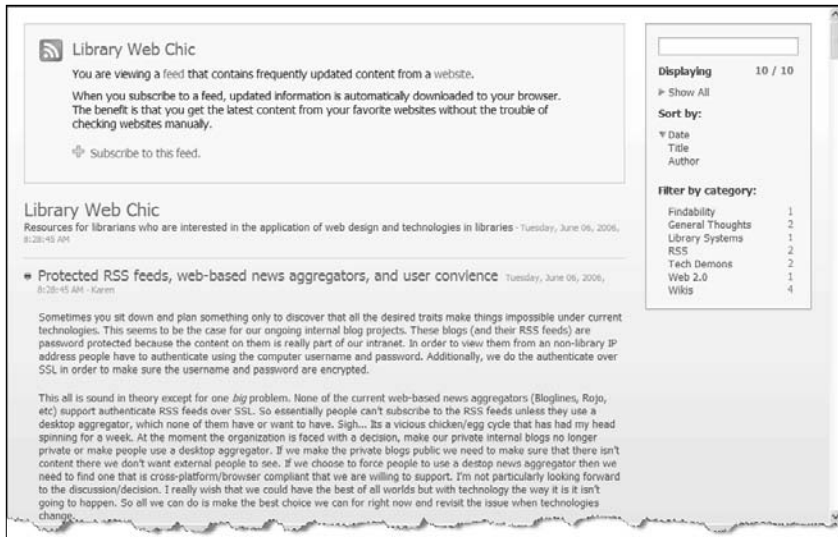 Library Web Chic
You are viewing a feed that contains frequently updated content from a website.
When you subscribe to a feed, updated information is automatically downloaded to your browser.
The benefit is that you get the latest content from your favorite websites without the trouble of
checking websites manually.
Subscribe to this feed.
Library Web Chic
Resources for librarians who are interested in the application of web design and technologies in libraries - Tuesday, June 06, 2006,
8:28:45 AM
Protected RSS feeds, web-based news aggregators, and user convience Tuesday, June 06, 2006,
8:28:45 AM - Karen
Sometimes you sit down and plan something only to discover that all the desired traits make things impossible under current
technologies. This seems to be the case for our ongoing internal blog projects. These blogs (and their RSS feeds) are
password protected because the content on them is really part of our intranet. In order to view them from an non-library IP
address people have to authenticate using the computer username and password. Additionally, we do the authenticate over
SSL in order to make sure the username and password are encrypted.
This all is sound in theory except for one big problem. None of the current web-based news aggregators (Bloglines, Rojo,
etc) support authenticate RSS feeds over SSL. So essentially people can't subscribe to the RSS feeds unless they use a
desktop aggregator, which none of them have or want to have. Sigh... Its a vicious chicken/egg cycle that has had my head
spinning for a week. At the moment the organization is faced with a decision, make our private internal blogs no longer
private or make people use a desktop aggregator. If we make the private blogs public we need to make sure that there isn't
content there we don't want external people to see. If we choose to force people to use a destop news aggregator then we
need to find one that is cross-platform/browser compliant that we are willing to support. I'm not particularly looking forward
to the discussion/decision. I really wish that we could have the best of all worlds but with technology the way it is it isn't
going to happen. So all we can do is make the best choice we can for right now and revisit the issue when technologies
change.
Displaying 10 / 10
Show All
Sort by:
Date
Title
Author
Filter by category:
Findability 1
General Thoughts 2
Library Systems 1
RSS 2
Tech Demons 2
Web 2.0 1
Wikis 4